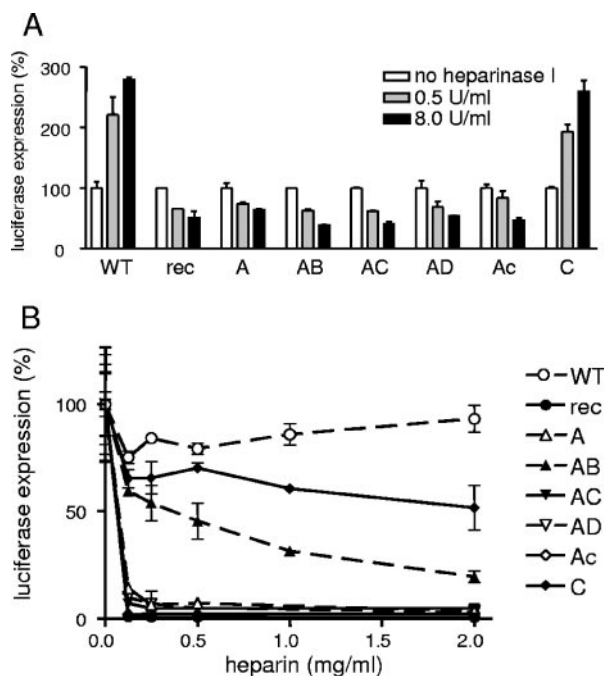 A
luciferase expression (%)
300
200
100
0
no heparinase I
0.5 U/ml
8.0 U/ml
WT rec A AB AC AD Ac C
B
luciferase expression (%)
100
50
0
0.0 0.5 1.0 1.5 2.0
heparin (mg/ml)
WT
rec
A
AB
AC
AD
Ac
C